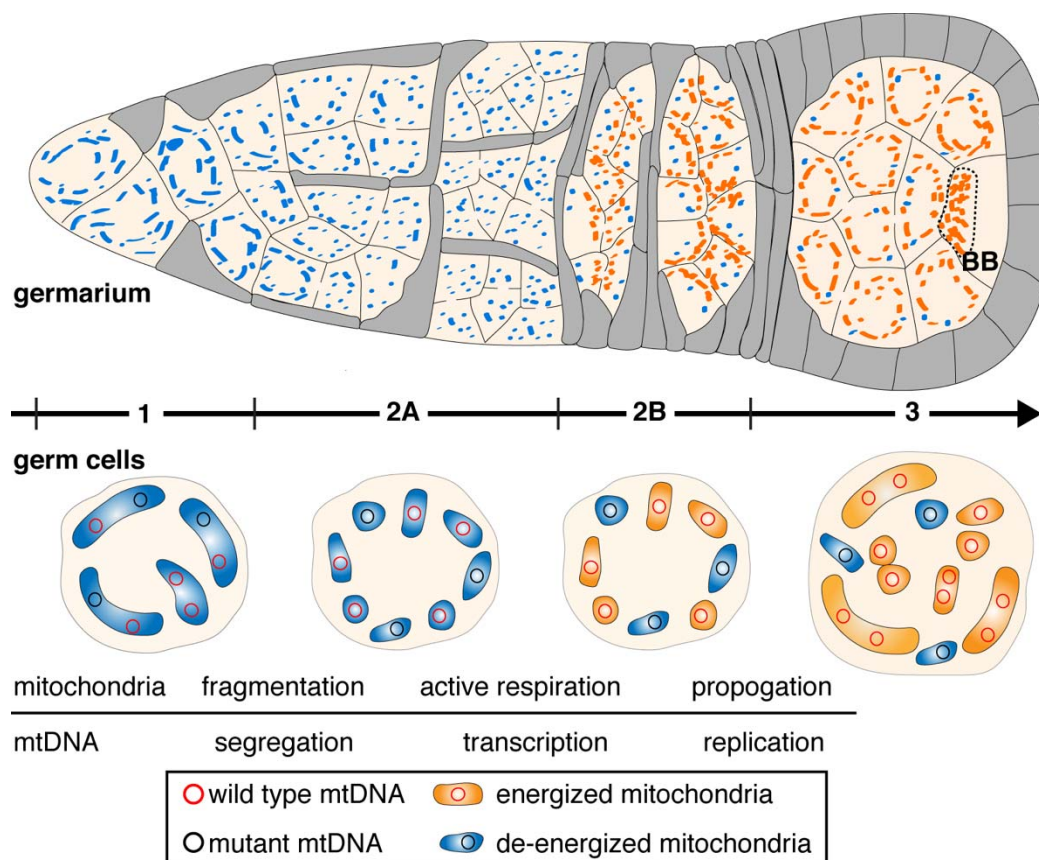 BB
germarium
1 2A 2B 3
germ cells
mitochondria fragmentation active respiration propogation
mtDNA segregation transcription replication
wild type mtDNA energized mitochondria
mutant mtDNA de-energized mitochondria